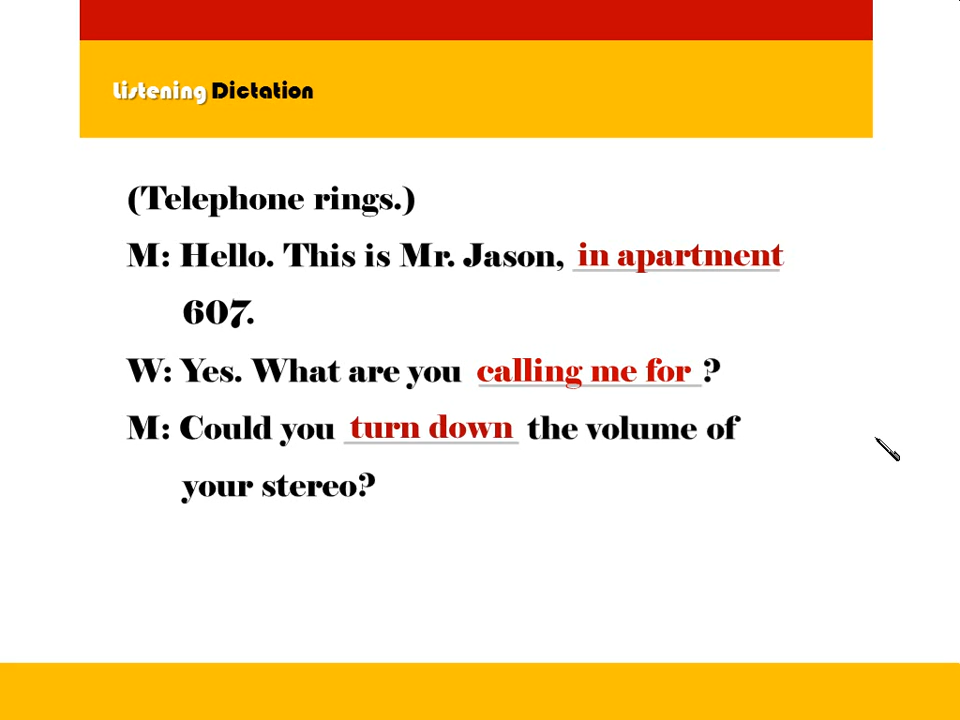 Listening Dictation
(Telephone rings.)
M: Hello. This is Mr. Jason, in apartment
607.
W: Yes. What are you calling me for ?
M: Could you turn down the volume of
your stereo?